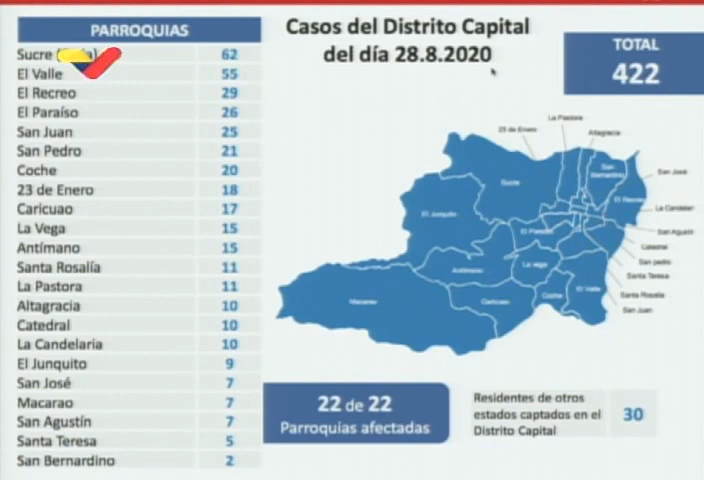 Casos del Distrito Capital
del día 28.8.2020
TOTAL
422
PARROQUIAS
Sucre
62
El Valle 55
El Recreo 29
El Paraíso 26
San Juan 25
San Pedro 21
Coche 20
23 de Enero 18
Caricuao 17
La Vega 15
Antímano 15
Santa Rosalía 11
La Pastora 11
Altagracia 10
Catedral 10
La Candelaria 10
El Junquito 9
San José 7
Macarao 7
San Agustín 7
Santa Teresa 5
San Bernardino 2
La Pastora
23 de Enero
Altagracia
San
Bernardino
Sucre
San José
El Recreo
El Junquito
La Candelari
San Agustí
El Paraíso
Catedral
San pedro
Antímano
La vega
Santa Teresa
El Valle
Santa Rosalía
Macarao
Caricuao
Coche
San Juan
22 de 22
Parroquias afectadas
Residentes de otros
estados captados en el
Distrito Capital
30